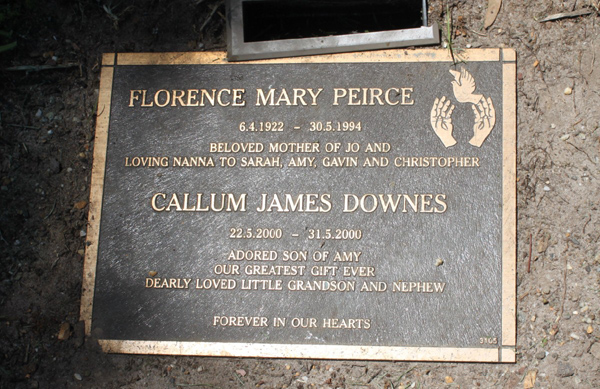 FLORENCE MARY PEIRCE
6.4.1922 – 30.5.1994
BELOVED MOTHER OF JO AND
LOVING NANNA TO SARAH, AMY, GAVIN AND CHRISTOPHER
CALLUM JAMES DOWNES
22.5.2000 – 31.5.2000
ADORED SON OF AMY
OUR GREATEST GIFT EVER
DEARLY LOVED LITTLE GRANDSON AND NEPHEW
FOREVER IN OUR HEARTS